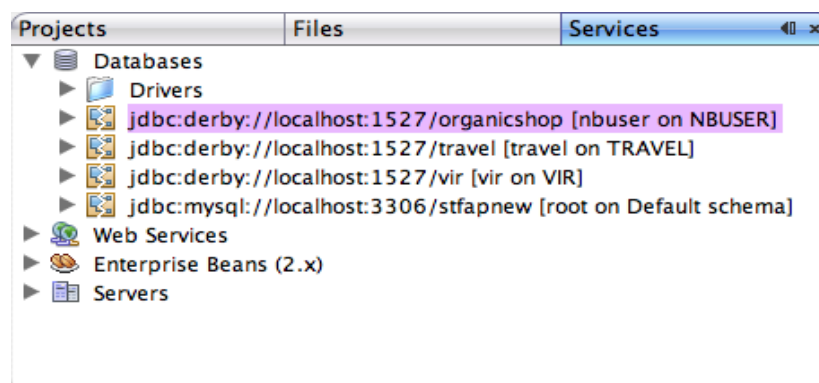 Projects Files Services
Databases
Drivers
jdbc:derby://localhost:1527/organicshop [nbuser on NBUSER]
jdbc:derby://localhost:1527/travel [travel on TRAVEL]
jdbc:derby://localhost:1527/vir [vir on VIR]
jdbc:mysql://localhost:3306/stfapnew [root on Default schema]
Web Services
Enterprise Beans (2.x)
Servers